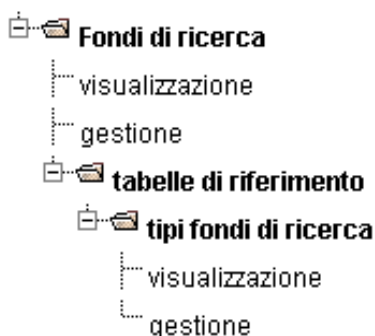 Fondi di ricerca
visualizzazione
gestione
tabelle di riferimento
tipi fondi di ricerca
visualizzazione
gestione